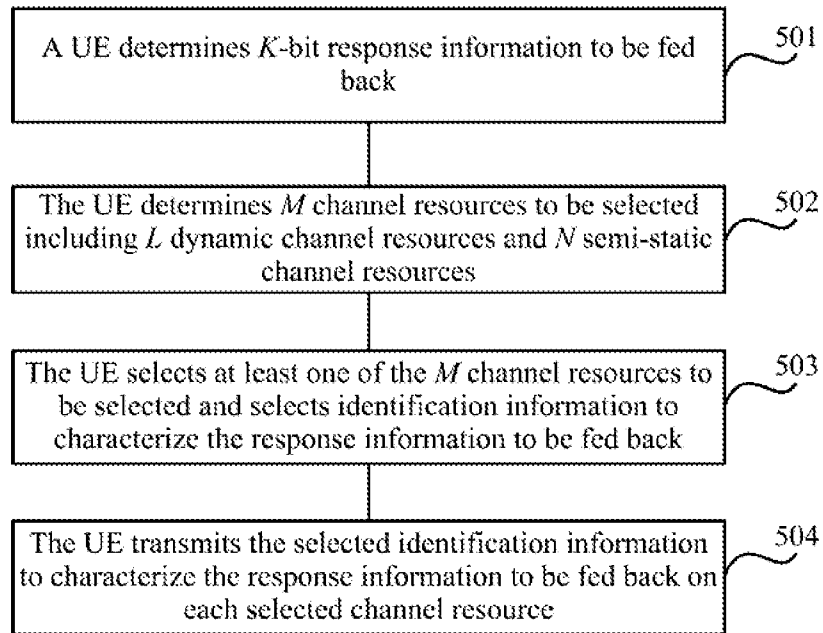 A UE determines K-bit response information to be fed
back
501
The UE determines M channel resources to be selected
including L dynamic channel resources and N semi-static
channel resources
502
The UE selects at least one of the M channel resources to
be selected and selects identification information to
characterize the response information to be fed back
503
The UE transmits the selected identification information
to characterize the response information to be fed back on
each selected channel resource
504